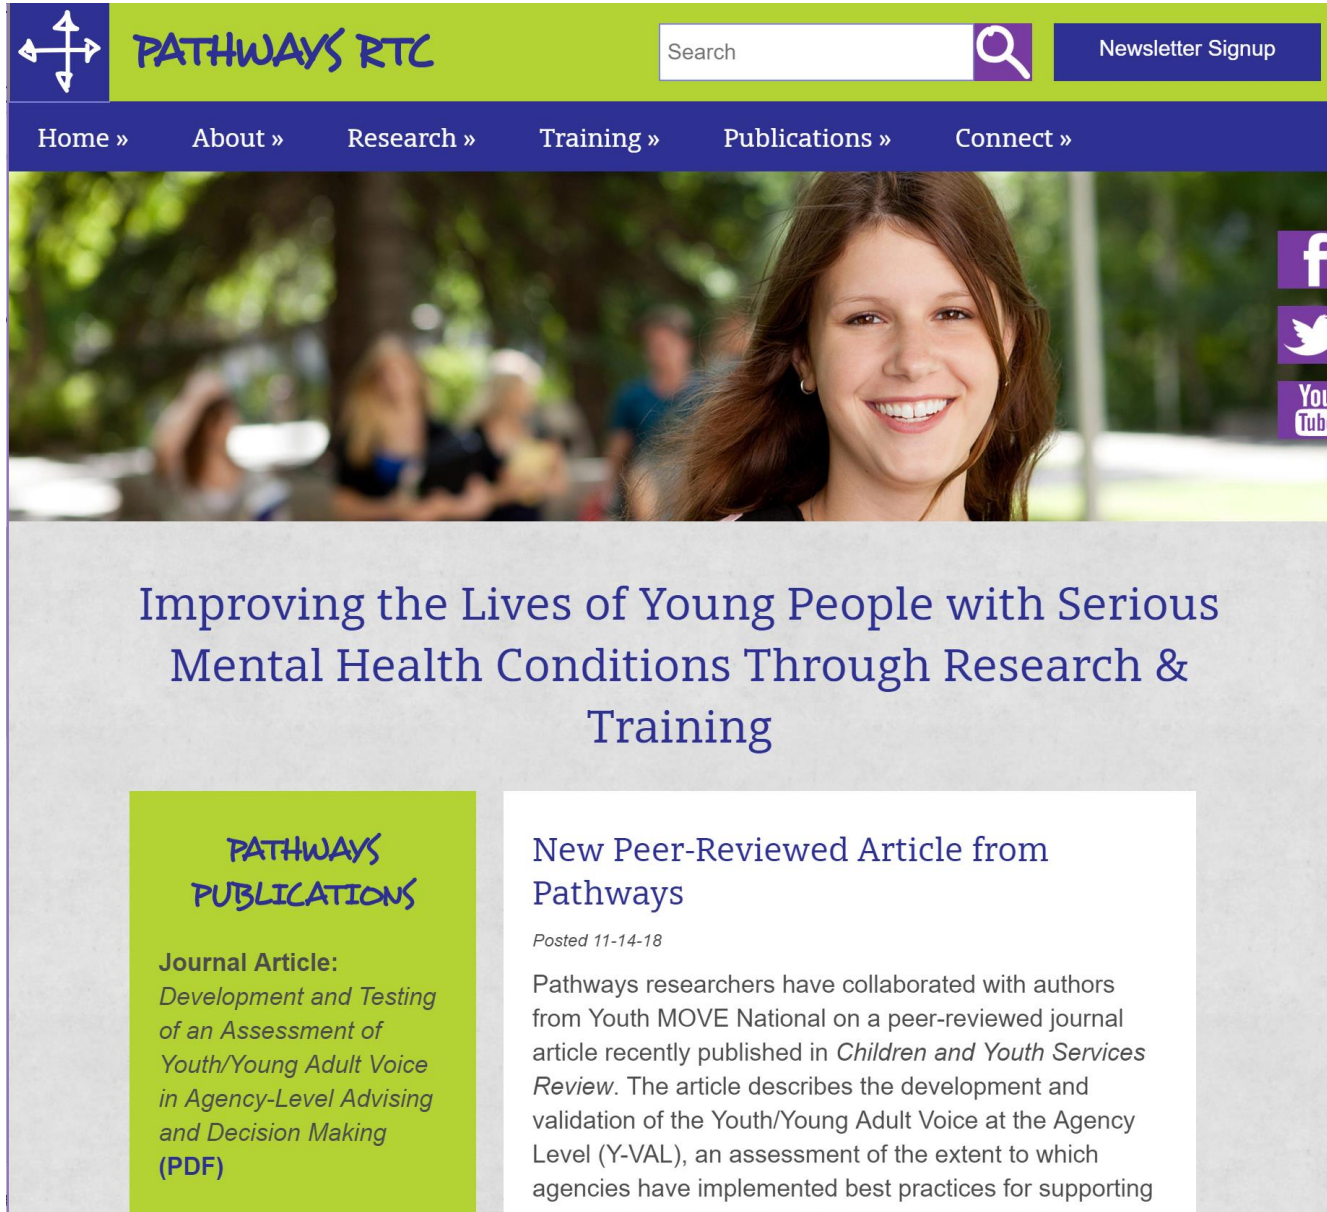 PATHWAYS RTC
Search
Newsletter Signup
Home »
About »
Research »
Training »
Publications »
Connect »
f
You
Tub
Improving the Lives of Young People with Serious
Mental Health Conditions Through Research &
Training
PATHWAYS
PUBLICATIONS
Journal Article:
Development and Testing
of an Assessment of
Youth/Young Adult Voice
in Agency-Level Advising
and Decision Making
(PDF)
New Peer-Reviewed Article from
Pathways
Posted 11-14-18
Pathways researchers have collaborated with authors
from Youth MOVE National on a peer-reviewed journal
article recently published in Children and Youth Services
Review. The article describes the development and
validation of the Youth/Young Adult Voice at the Agency
Level (Y-VAL), an assessment of the extent to which
agencies have implemented best practices for supporting